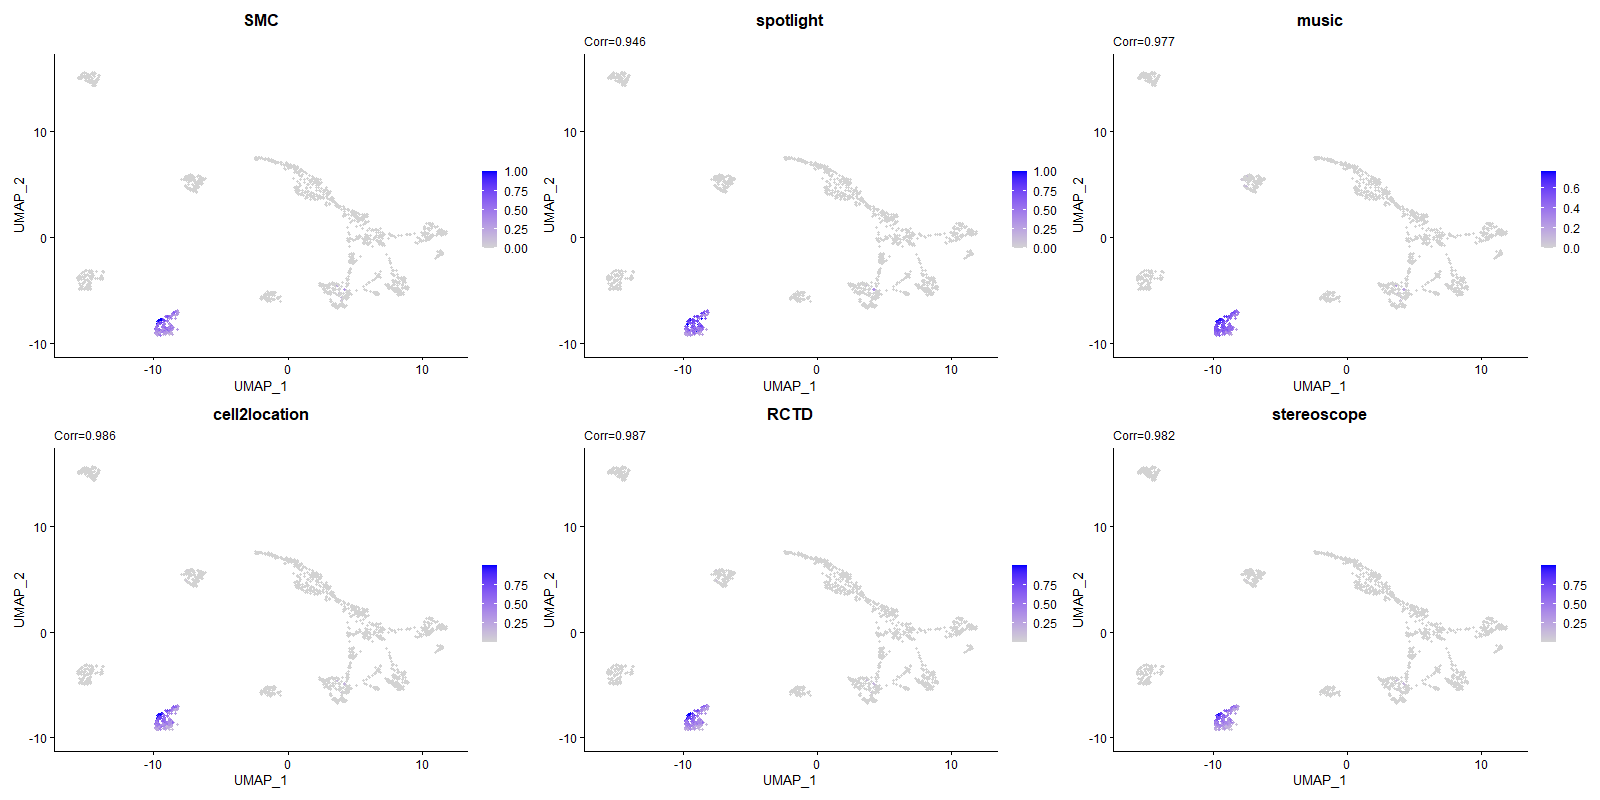 SMC
10
0
-10
UMAP_2
-10
0
10
UMAP_1
1.00
0.75
0.50
0.25
0.00
spotlight
Corr=0.946
10
0
-10
UMAP_2
-10
0
10
UMAP_1
1.00
0.75
0.50
0.25
0.00
music
Corr=0.977
10
0
-10
UMAP_2
-10
0
10
UMAP_1
0.6
0.4
0.2
0.0
cell2location
Corr=0.986
10
0
-10
UMAP_2
-10
0
10
UMAP_1
0.75
0.50
0.25
RCTD
Corr=0.987
10
0
-10
UMAP_2
-10
0
10
UMAP_1
0.75
0.50
0.25
stereoscope
Corr=0.982
10
0
-10
UMAP_2
-10
0
10
UMAP_1
0.75
0.50
0.25